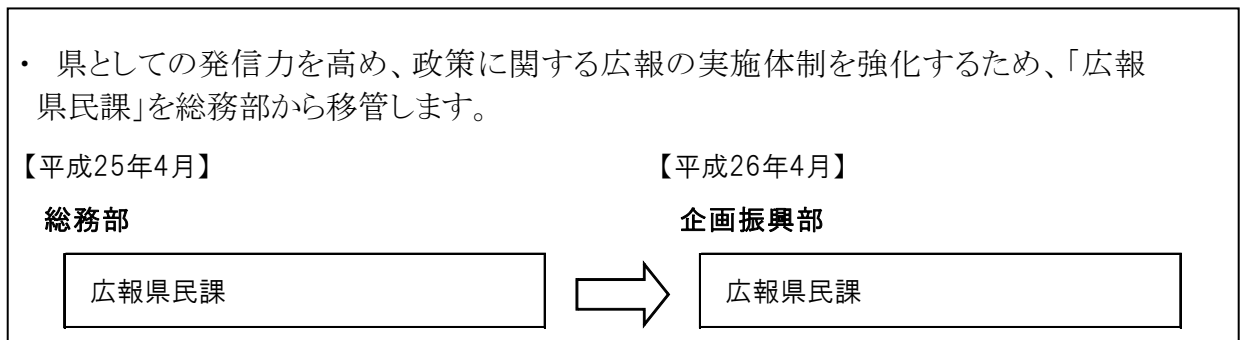 ・ 県としての発信力を高め、政策に関する広報の実施体制を強化するため、「広報
県民課」を総務部から移管します。
【平成25年4月】 【平成26年4月】
総務部 企画振興部
広報県民課 広報県民課